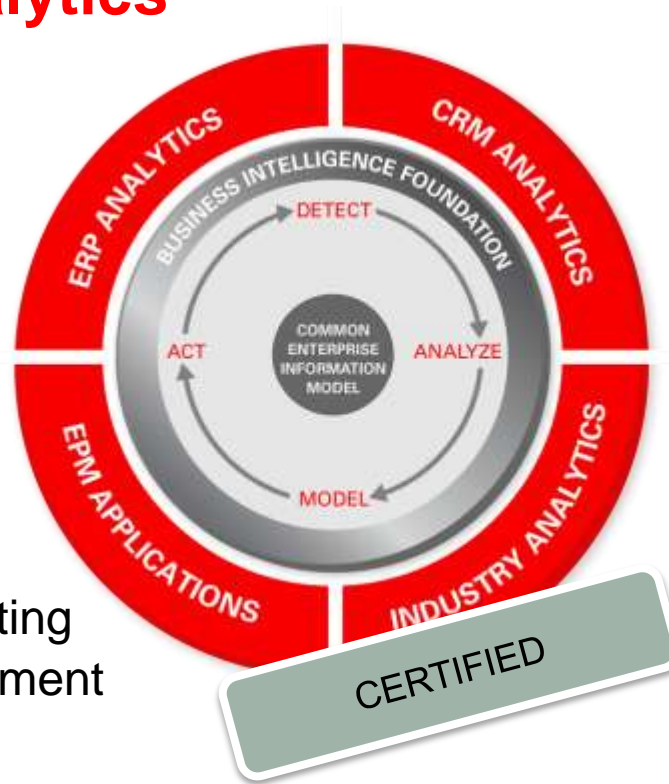 lytics
ERP ANALYTICS
CRM ANALYTICS
BUSINESS INTELLIGENCE FOUNDATION
DETECT
ACT
COMMON
ENTERPRISE
INFORMATION
MODEL
ANALYZE
MODEL
EPM APPLICATIONS
INDUSTRY ANALYTICS
ting
ment
CERTIFIED